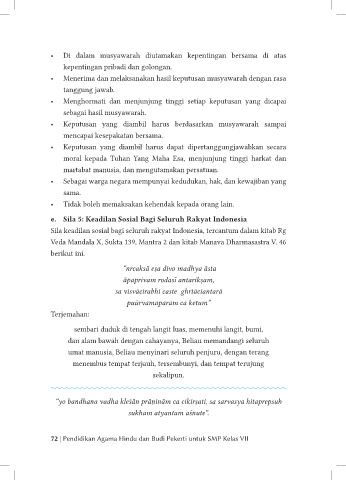 • Di dalam musyawarah diutamakan kepentingan bersama di atas
kepentingan pribadi dan golongan.
• Menerima dan melaksanakan hasil keputusan musyawarah dengan rasa
tanggung jawab.
• Menghormati dan menjunjung tinggi setiap keputusan yang dicapai
sebagai hasil musyawarah.
• Keputusan yang diambil harus berdasarkan musyawarah sampai
mencapai kesepakatan bersama.
• Keputusan yang diambil harus dapat dipertanggungjawabkan secara
moral kepada Tuhan Yang Maha Esa, menjunjung tinggi harkat dan
martabat manusia, dan mengutamakan persatuan.
• Sebagai warga negara mempunyai kedudukan, hak, dan kewajiban yang
sama.
• Tidak boleh memaksakan kehendak kepada orang lain.
e. Sila 5: Keadilan Sosial Bagi Seluruh Rakyat Indonesia
Sila keadilan sosial bagi seluruh rakyat Indonesia, tercantum dalam kitab Rg
Veda Mandala X, Sukta 139, Mantra 2 dan kitab Manava Dharmasastra V. 46
berikut ini.
"nrcaksā eṣa divo madhya āsta
āpaprivum rodasī antarikṣam,
sa visvācirabhi caste ghrtāciantarā
puūrvamaparam ca ketum"
Terjemahan:
sembari duduk di tengah langit luas, memenuhi langit, bumi,
dan alam bawah dengan cahayanya, Beliau memandangi seluruh
umat manusia, Beliau menyinari seluruh penjuru, dengan terang
menembus tempat terjauh, tersembunyi, dan tempat terujung
sekalipun.
"yo bandhana vadha kleśān prāṇinām ca cikirṣati, sa sarvasya hitaprepsuh
sukham atyantam aśnute".
72 | Pendidikan Agama Hindu dan Budi Pekerti untuk SMP Kelas VII